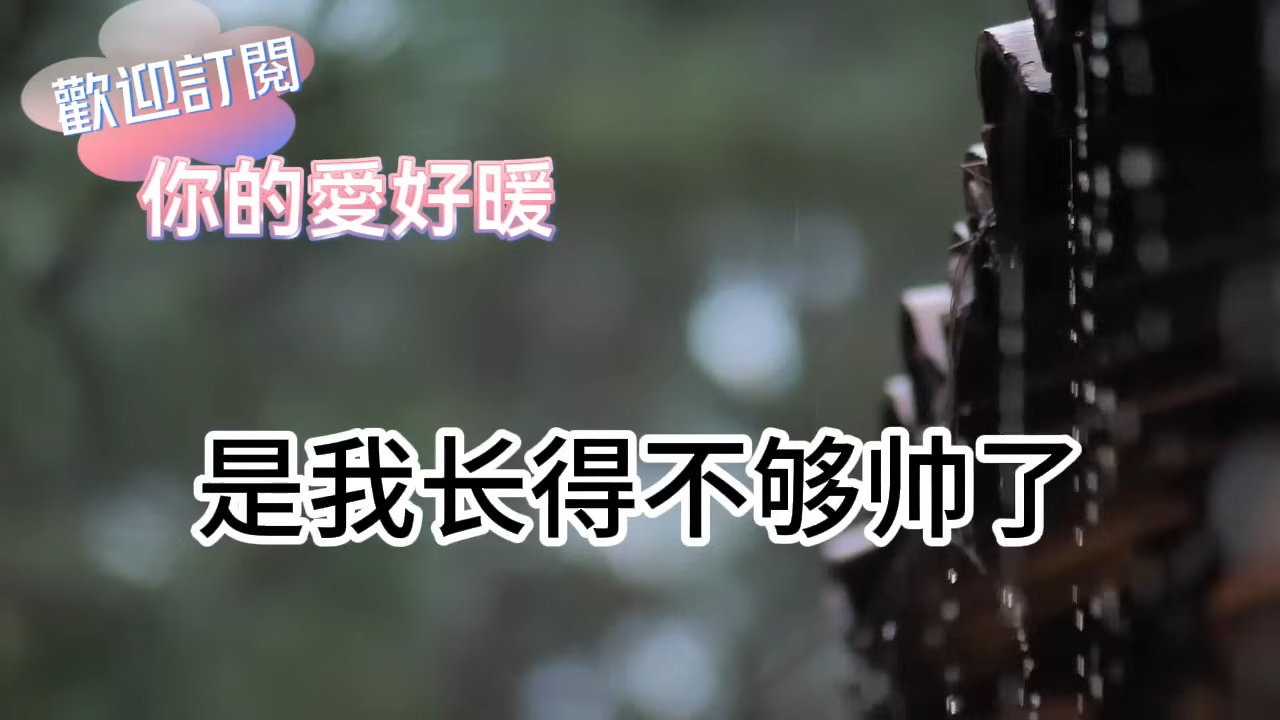 歡迎訂閱
你的愛好暖
是我长得不够帅了